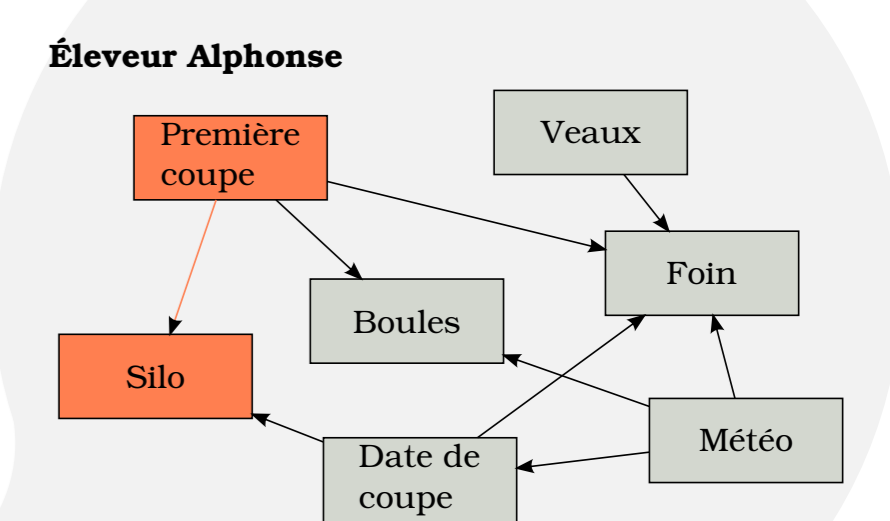 Éleveur Alphonse
Première
coupe
Veaux
Foin
Boules
Silo
Météo
Date de
coupe